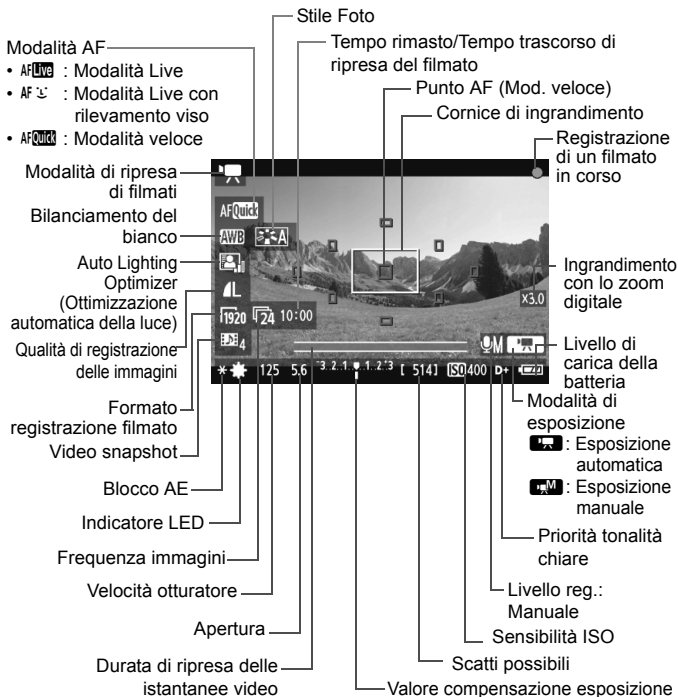 Stile Foto
Modalità AF
Tempo rimasto/Tempo trascorso di
ripresa del filmato
• AF Live : Modalità Live
• AF : Modalità Live con
rilevamento viso
• AF Quick : Modalità veloce
Punto AF (Mod. veloce)
Cornice di ingrandimento
Registrazione
di un filmato
in corso
Modalità di ripresa
di filmati
Bilanciamento del
bianco
Auto Lighting
Optimizer
(Ottimizzazione
automatica della luce)
Qualità di registrazione
delle immagini
Formato
registrazione filmato
Video snapshot
Blocco AE
Indicatore LED
Frequenza immagini
Velocità otturatore
Apertura
Durata di ripresa delle
istantanee video
AF Quick
AWB A
L
1920 24 10:00
4
x3.0
M
125 5.6 -3..2..1..0..1..2..+3 [ 514] ISO 400 D+
Ingrandimento
con lo zoom
digitale
Livello di
carica della
batteria
Modalità di
esposizione
: Esposizione
automatica
M : Esposizione
manuale
Priorità tonalità
chiare
Livello reg.:
Manuale
Sensibilità ISO
Scatti possibili
Valore compensazione esposizione